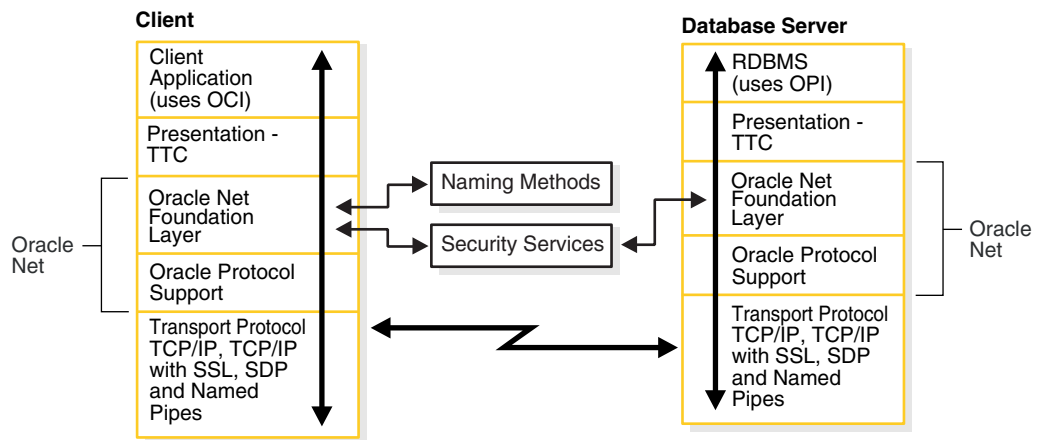 Client
Client
Application
(uses OCI)
Presentation -
TTC
Oracle Net
Foundation
Layer
Oracle Protocol
Support
Transport Protocol
TCP/IP, TCP/IP
with SSL, SDP
and Named
Pipes
Oracle
Net
Naming Methods
Security Services
Database Server
RDBMS
(uses OPI)
Presentation -
TTC
Oracle Net
Foundation
Layer
Oracle Protocol
Support
Transport Protocol
TCP/IP, TCP/IP
with SSL, SDP
and Named
Pipes
Oracle
Net